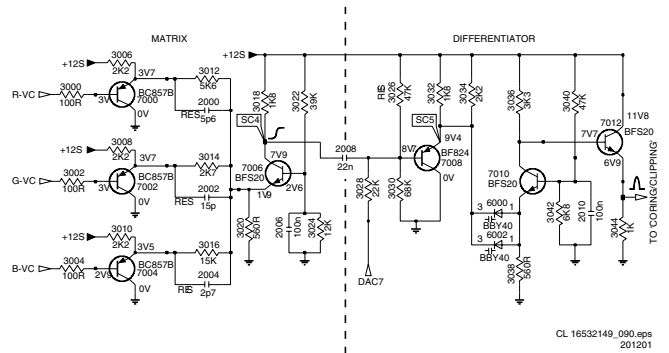 MATRIX
DIFFERENTIATOR
+12S
3006
2K2
R-VC
3000
100R
3V
3V7
BC857B
7000
0V
3012
5K6
2000
RES
5p6
+12S
3008
2K2
G-VC
3002
100R
3V
3V7
BC857B
7002
0V
3014
2K7
2002
RES
15p
+12S
3010
2K2
B-VC
3004
100R
2V9
3V5
BC857B
7004
0V
3016
15K
2004
RES
2p7
+12S
3018
1K8
3022
39K
SC4
7V9
7006
BFS20
1V9
2V6
3020
560R
2006
100n
3024
12K
2008
22n
3028
22K
DAC7
RES
3026
47K
3030
68K
3032
1K8
3034
2K2
SC5
9V4
8V7
BF824
7008
0V
3036
3K3
3040
47K
7010
BFS20
3
6000
1
BBY40
3
6002
1
BBY40
3038
560R
3042
6K8
2010
100n
7012
11V8
BFS20
7V7
6V9
3044
1K
TO 'CORING/CLIPPING'
CL 16532149_090.eps
201201